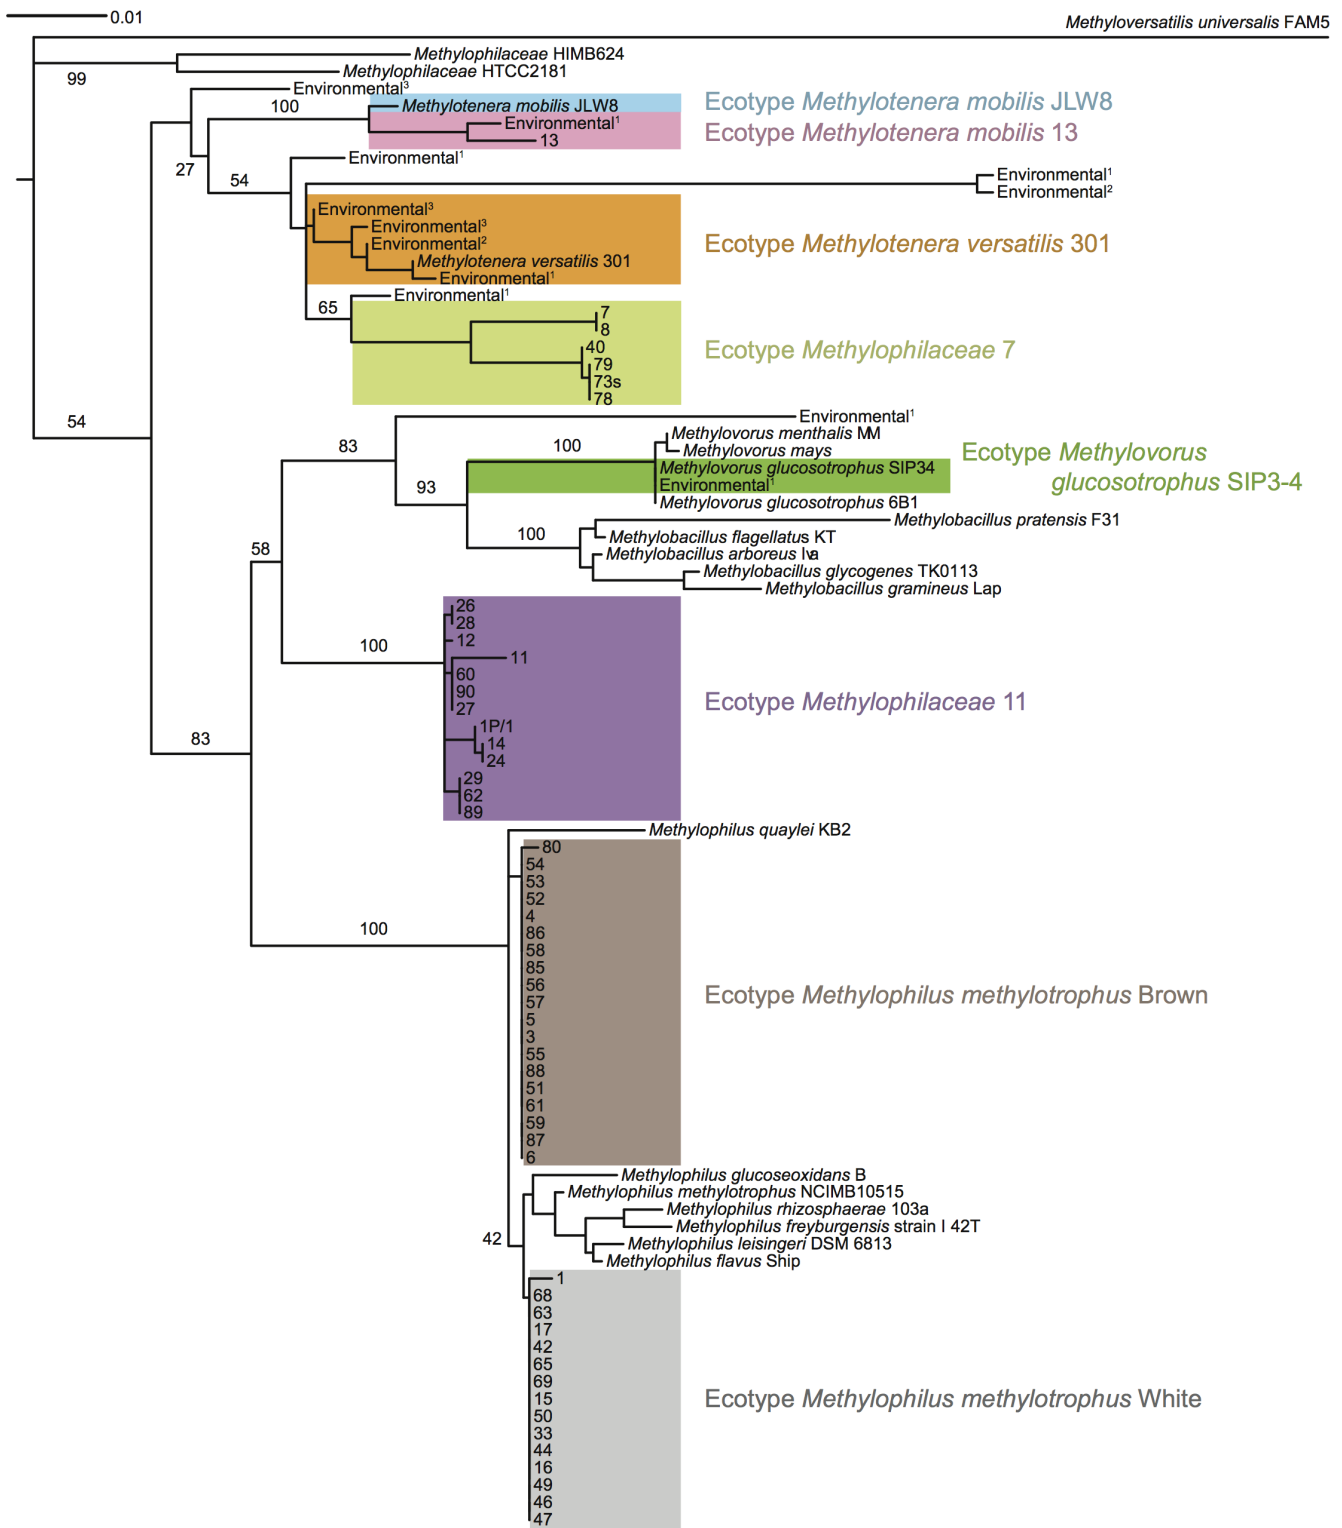 0.01
Methyloversatilis universalis FAM5
Methylophilaceae HIMB624
99
Methylophilaceae HTCC2181
Environmental³
100
Methylotenera mobilis JLW8
Ecotype Methylotenera mobilis JLW8
Environmental¹
13
Ecotype Methylotenera mobilis 13
27
Environmental¹
54
Environmental¹
Environmental²
Environmental³
Environmental³
Environmental²
Methylotenera versatilis 301
Environmental¹
Ecotype Methylotenera versatilis 301
Environmental¹
65
7
8
40
79
73s
78
Ecotype Methylophilaceae 7
54
Environmental¹
83
Methylovorus menthalis MM
100
Methylovorus mays
Methylovorus glucosotrophus SIP34
Environmental¹
Methylovorus glucosotrophus 6B1
Ecotype Methylovorus
glucosotrophus SIP3-4
93
Methylobacillus pratensis F31
100
Methylobacillus flagellatus KT
Methylobacillus arboreus Iva
Methylobacillus glycogenes TK0113
Methylobacillus gramineus Lap
58
26
28
12
100
11
60
90
27
1P/1
14
24
29
62
89
Ecotype Methylophilaceae 11
83
Methylophilus quaylei KB2
80
54
53
52
4
86
58
85
56
57
5
3
55
88
51
61
59
87
6
100
Ecotype Methylophilus methylotrophus Brown
Methylophilus glucoseoxidans B
Methylophilus methylotrophus NCIMB10515
Methylophilus rhizosphaerae 103a
Methylophilus freyburgensis strain I 42T
Methylophilus leisingeri DSM 6813
Methylophilus flavus Ship
42
1
68
63
17
42
65
69
15
50
33
44
16
49
46
47
Ecotype Methylophilus methylotrophus White